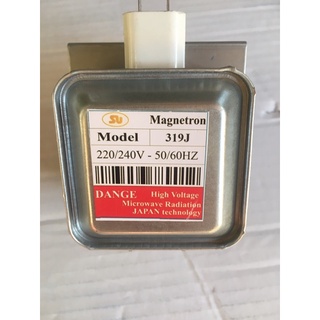 SU Magnetron
Model 319J
220/240V - 50/60HZ
DANGE High Voltage
Microwave Radiation
JAPAN technology